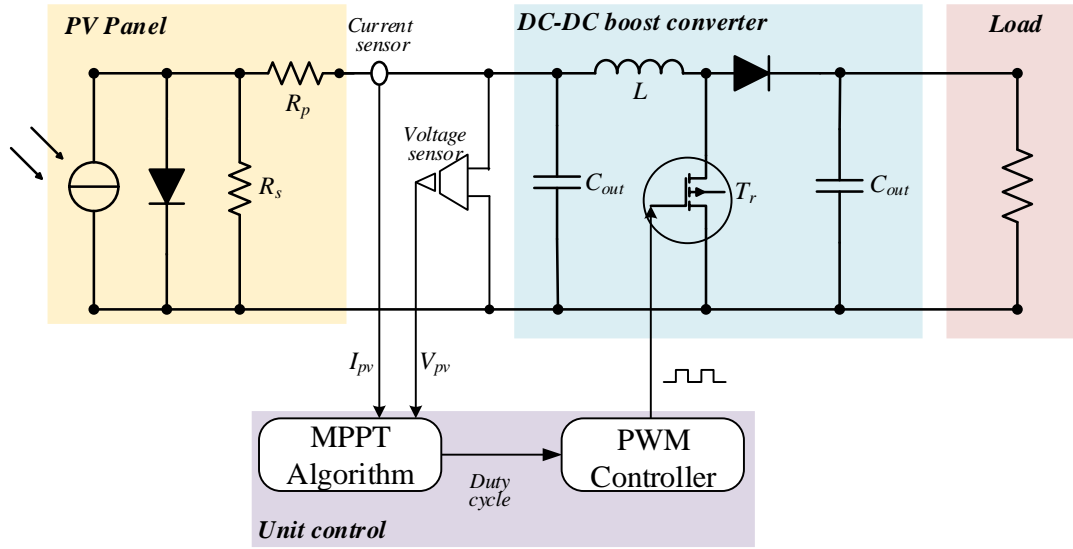 PV Panel
Current
sensor
DC-DC boost converter
Load
R_p
L
Voltage
sensor
R_s
C_out
T_r
C_out
I_pv
V_pv
MPPT
Algorithm
PWM
Controller
Duty
cycle
Unit control